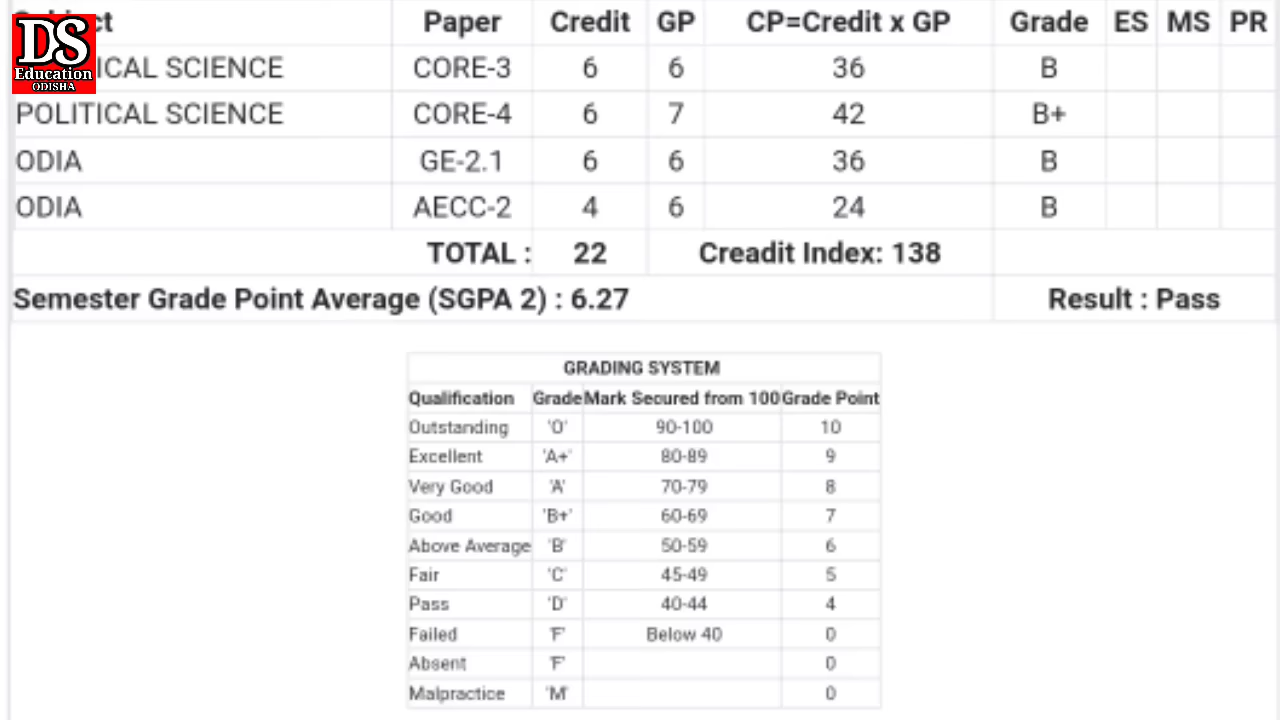 DS
Education
ODISHA
Paper Credit GP CP=Credit x GP Grade ES MS PR
ICAL SCIENCE CORE-3 6 6 36 B
POLITICAL SCIENCE CORE-4 6 7 42 B+
ODIA GE-2.1 6 6 36 B
ODIA AECC-2 4 6 24 B
TOTAL : 22 Creadit Index: 138
Semester Grade Point Average (SGPA 2) : 6.27 Result : Pass
GRADING SYSTEM
Qualification Grade Mark Secured from 100 Grade Point
Outstanding 'O' 90-100 10
Excellent 'A+' 80-89 9
Very Good 'A' 70-79 8
Good 'B+' 60-69 7
Above Average 'B' 50-59 6
Fair 'C' 45-49 5
Pass 'D' 40-44 4
Failed 'F' Below 40 0
Absent 'F' 0
Malpractice 'M' 0